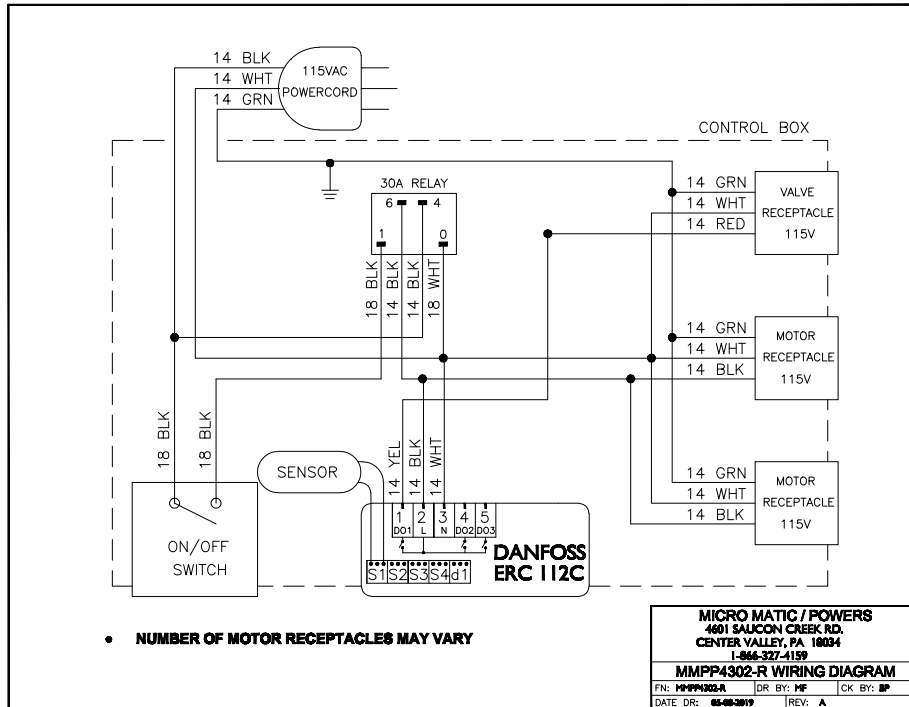 14 BLK
14 WHT
14 GRN
115VAC
POWERCORD
CONTROL BOX
30A RELAY
6
4
1
0
18 BLK
14 BLK
14 BLK
18 WHT
14 GRN
14 WHT
14 RED
VALVE
RECEPTACLE
115V
14 GRN
14 WHT
14 BLK
MOTOR
RECEPTACLE
115V
18 BLK
18 BLK
14 YEL
14 BLK
14 WHT
SENSOR
14 GRN
14 WHT
14 BLK
MOTOR
RECEPTACLE
115V
ON/OFF
SWITCH
1 2 3 4 5
DO1 L N DO2 DO3
DANFOSS
ERC 112C
S1 S2 S3 S4 d1
• NUMBER OF MOTOR RECEPTACLES MAY VARY
MICRO MATIC / POWERS
4601 SAUCON CREEK RD.
CENTER VALLEY, PA 18034
1-866-327-4159
MMPP4302-R WIRING DIAGRAM
FN: MMPP4302-R DR BY: MF CK BY: BP
DATE DR: 05-08-2019 REV: A